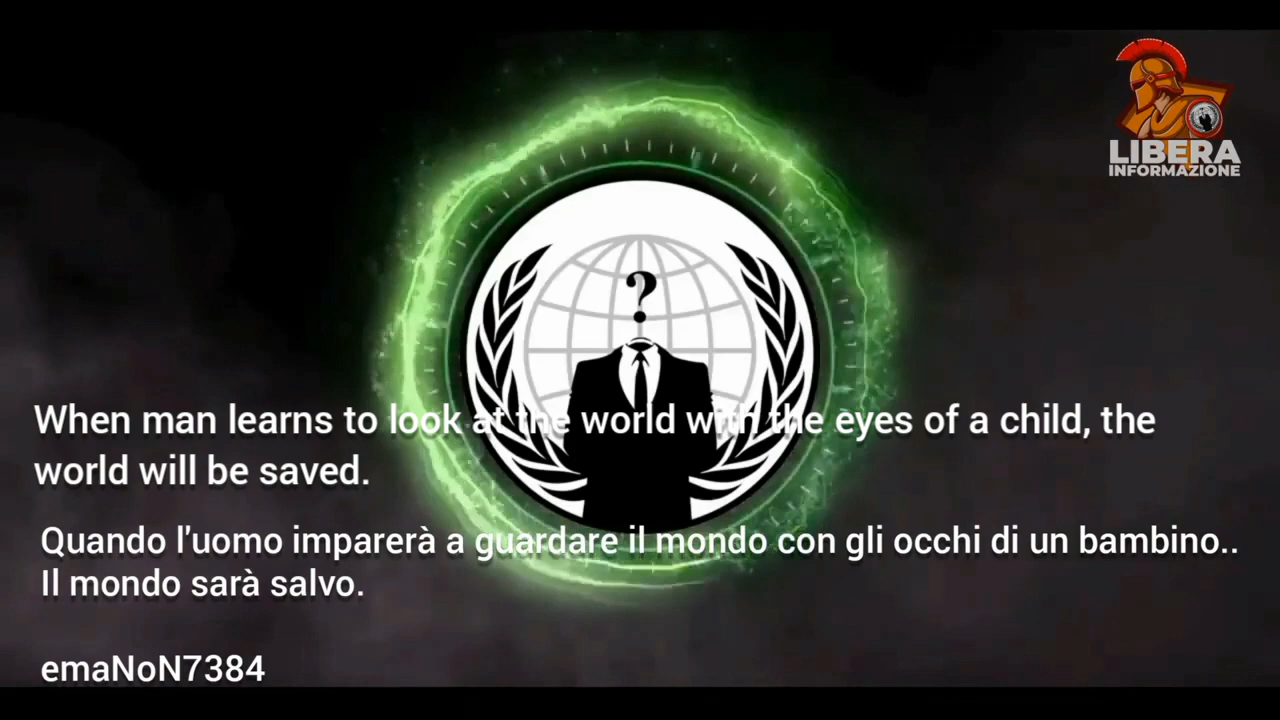 LIBERA
INFORMAZIONE
?
When man learns to look at the world with the eyes of a child, the
world will be saved.
Quando l'uomo imparerà a guardare il mondo con gli occhi di un bambino..
Il mondo sarà salvo.
emaNoN7384